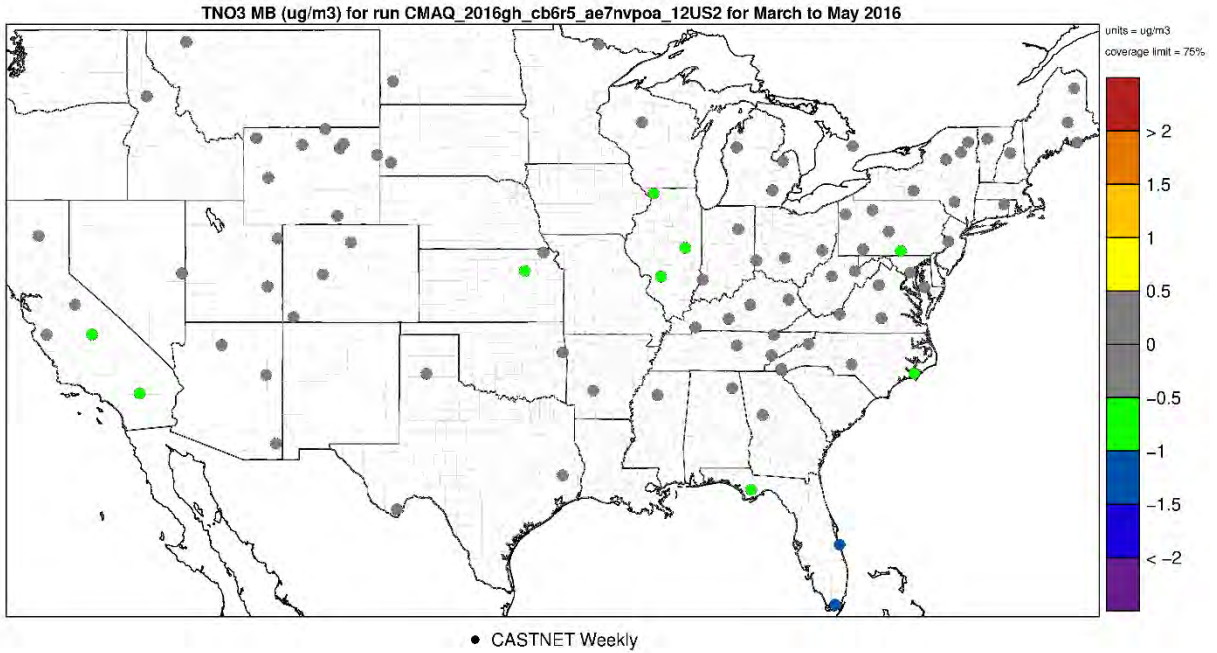 TNO3 MB (ug/m3) for run CMAQ_2016gh_cb6r5_ae7nvpoa_12US2 for March to May 2016
units = ug/m3
coverage limit = 75%
> 2
1.5
1
0.5
0
−0.5
−1
−1.5
< −2
● CASTNET Weekly